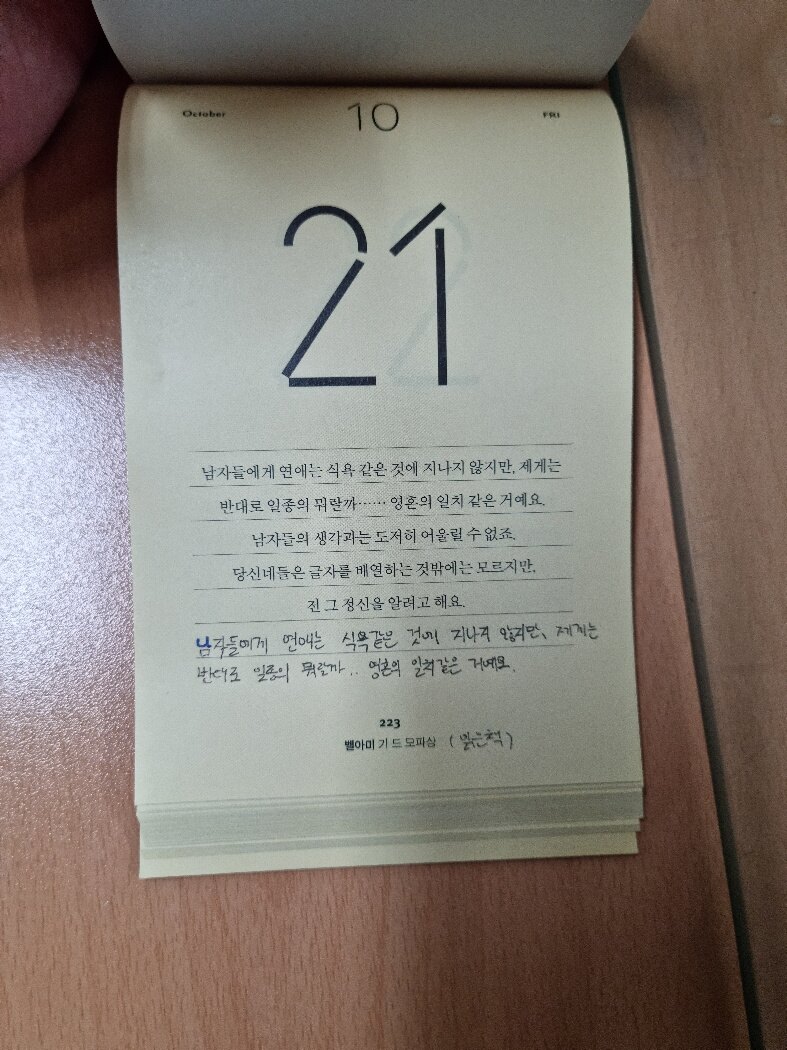 October 10 FRI
21
남자들에게 연애는 식욕 같은 것에 지나지 않지만, 제게는
반대로 일종의 뭐랄까…… 영혼의 일치 같은 거예요.
남자들의 생각과는 도저히 어울릴 수 없죠.
당신네들은 글자를 배열하는 것밖에는 모르지만,
전 그 정신을 알려고 해요.
남자들에게 연애는 식욕같은 것에 지나지 않지만, 제게는
반대로 일종의 뭐랄까.. 영혼의 일치같은 거예요.
223
벨아미 기 드 모파상 (읽은책)